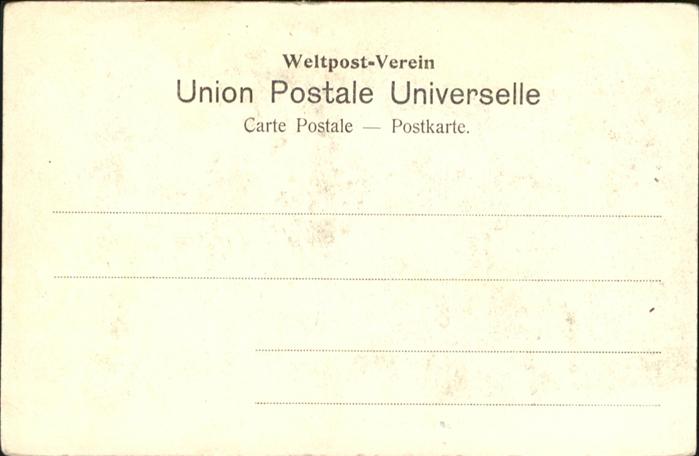 Weltpost-Verein
Union Postale Universelle
Carte Postale — Postkarte.